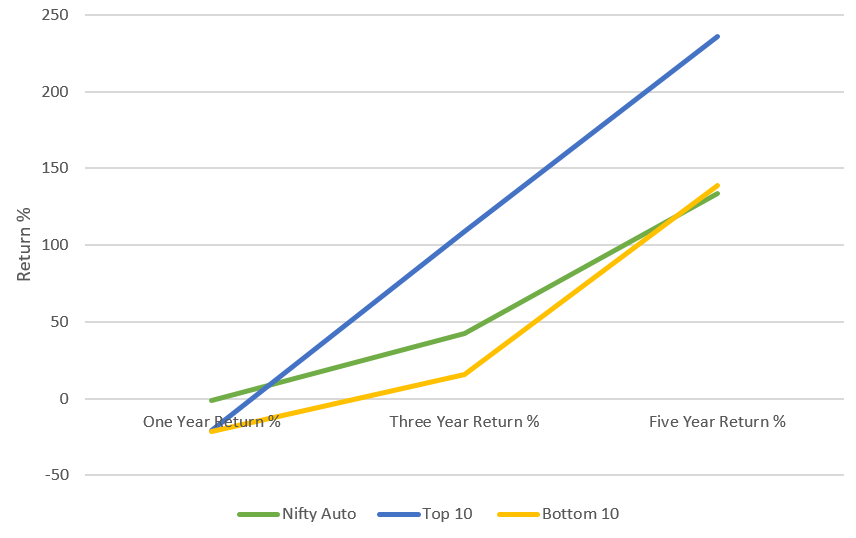 250
200
150
100
50
0
-50
Return %
One Year Return %
Three Year Return %
Five Year Return %
Nifty Auto
Top 10
Bottom 10